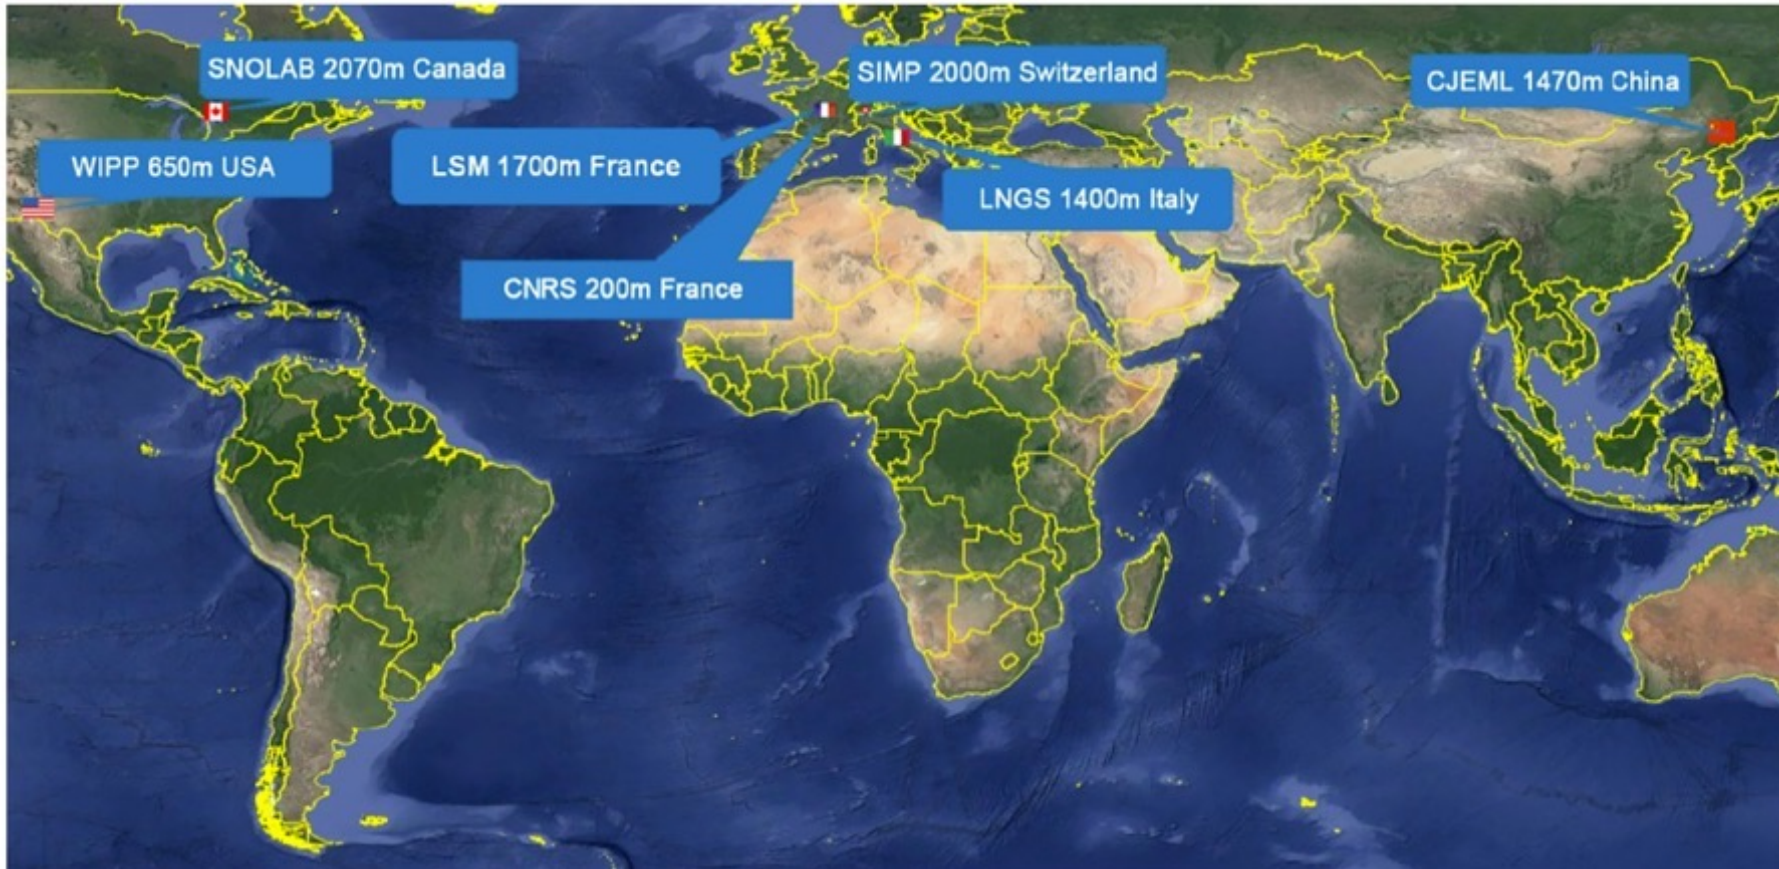 SNOLAB 2070m Canada
SIMP 2000m Switzerland
CJEML 1470m China
WIPP 650m USA
LSM 1700m France
LNGS 1400m Italy
CNRS 200m France